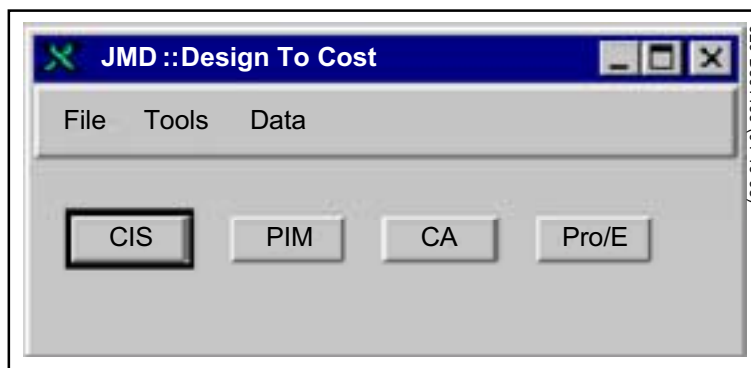 JMD ::Design To Cost
File Tools Data
CIS PIM CA Pro/E